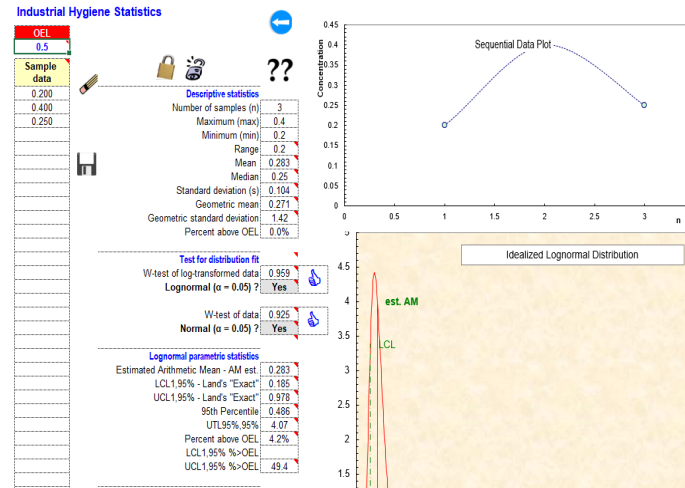 Industrial Hygiene Statistics
OEL
0.5
Sample
data
0.200
0.400
0.250
??
Descriptive statistics
Number of samples (n) 3
Maximum (max) 0.4
Minimum (min) 0.2
Range 0.2
Mean 0.283
Median 0.25
Standard deviation (s) 0.104
Geometric mean 0.271
Geometric standard deviation 1.42
Percent above OEL 0.0%
Test for distribution fit
W-test of log-transformed data 0.959
Lognormal (α = 0.05) ? Yes
W-test of data 0.925
Normal (α = 0.05) ? Yes
Lognormal parametric statistics
Estimated Arithmetic Mean - AM est. 0.283
LCL1,95% - Land's "Exact" 0.185
UCL1,95% - Land's "Exact" 0.978
95th Percentile 0.486
UTL95%,95% 4.07
Percent above OEL 4.2%
LCL1,95% %>OEL
UCL1,95% %>OEL 49.4
Sequential Data Plot
Concentration
0.45
0.4
0.35
0.3
0.25
0.2
0.15
0.1
0.05
0
0 0.5 1 1.5 2 2.5 3 n
Idealized Lognormal Distribution
5
4.5
4
3.5
3
2.5
2
1.5
est. AM
LCL